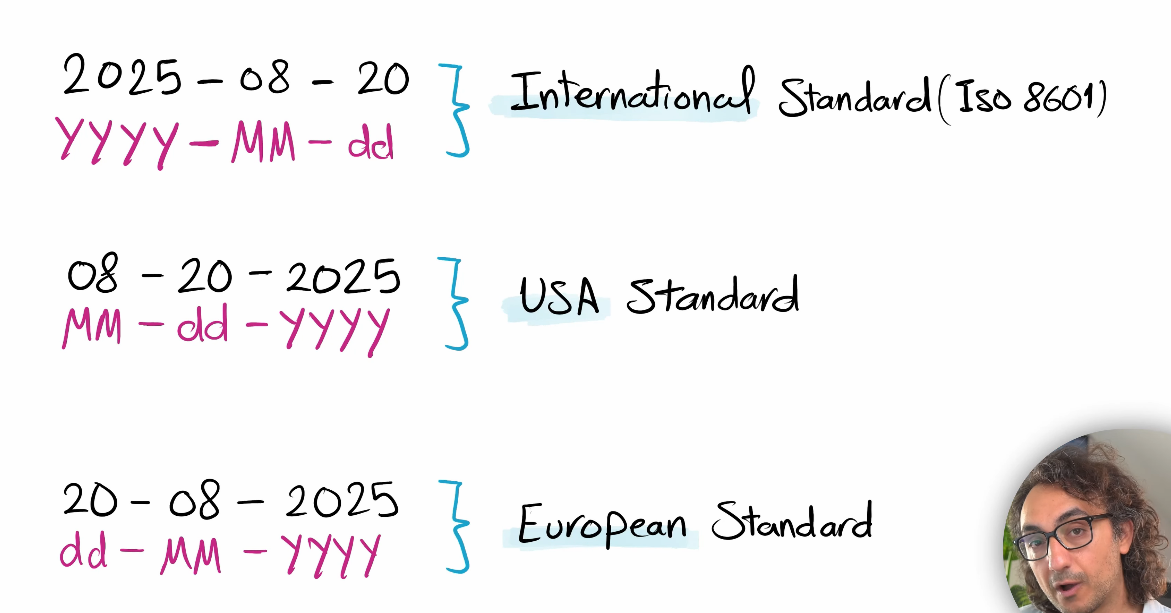 2025 - 08 - 20
YYYY - MM - dd
International Standard (Iso 8601)
08 - 20 - 2025
MM - dd - YYYY
USA Standard
20 - 08 - 2025
dd - MM - YYYY
European Standard